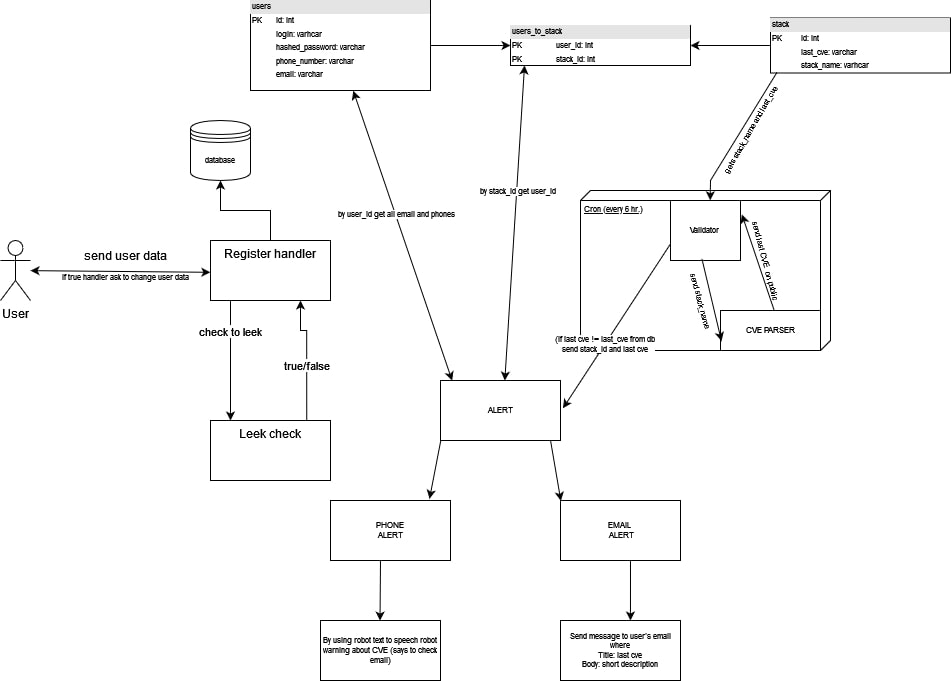 users
PK id: int
login: varhcar
hashed_password: varchar
phone_number: varchar
email: varchar
users_to_stack
PK user_id: int
PK stack_id: int
stack
PK id: int
last_cve: varchar
stack_name: varhcar
Gets stack_name and last_cve
database
by stack_id get user_id
by user_id get all email and phones
Cron (every 6 hr.)
Validator
send last CVE on public
send stack_name
CVE PARSER
(if last cve != last_cve from db
send stack_id and last cve
User
send user data
if true handler ask to change user data
Register handler
check to leek
true/false
Leek check
ALERT
PHONE
ALERT
EMAIL
ALERT
By using robot text to speech robot
warning about CVE (says to check
email)
Send message to user's email
where
Title: last cve
Body: short description